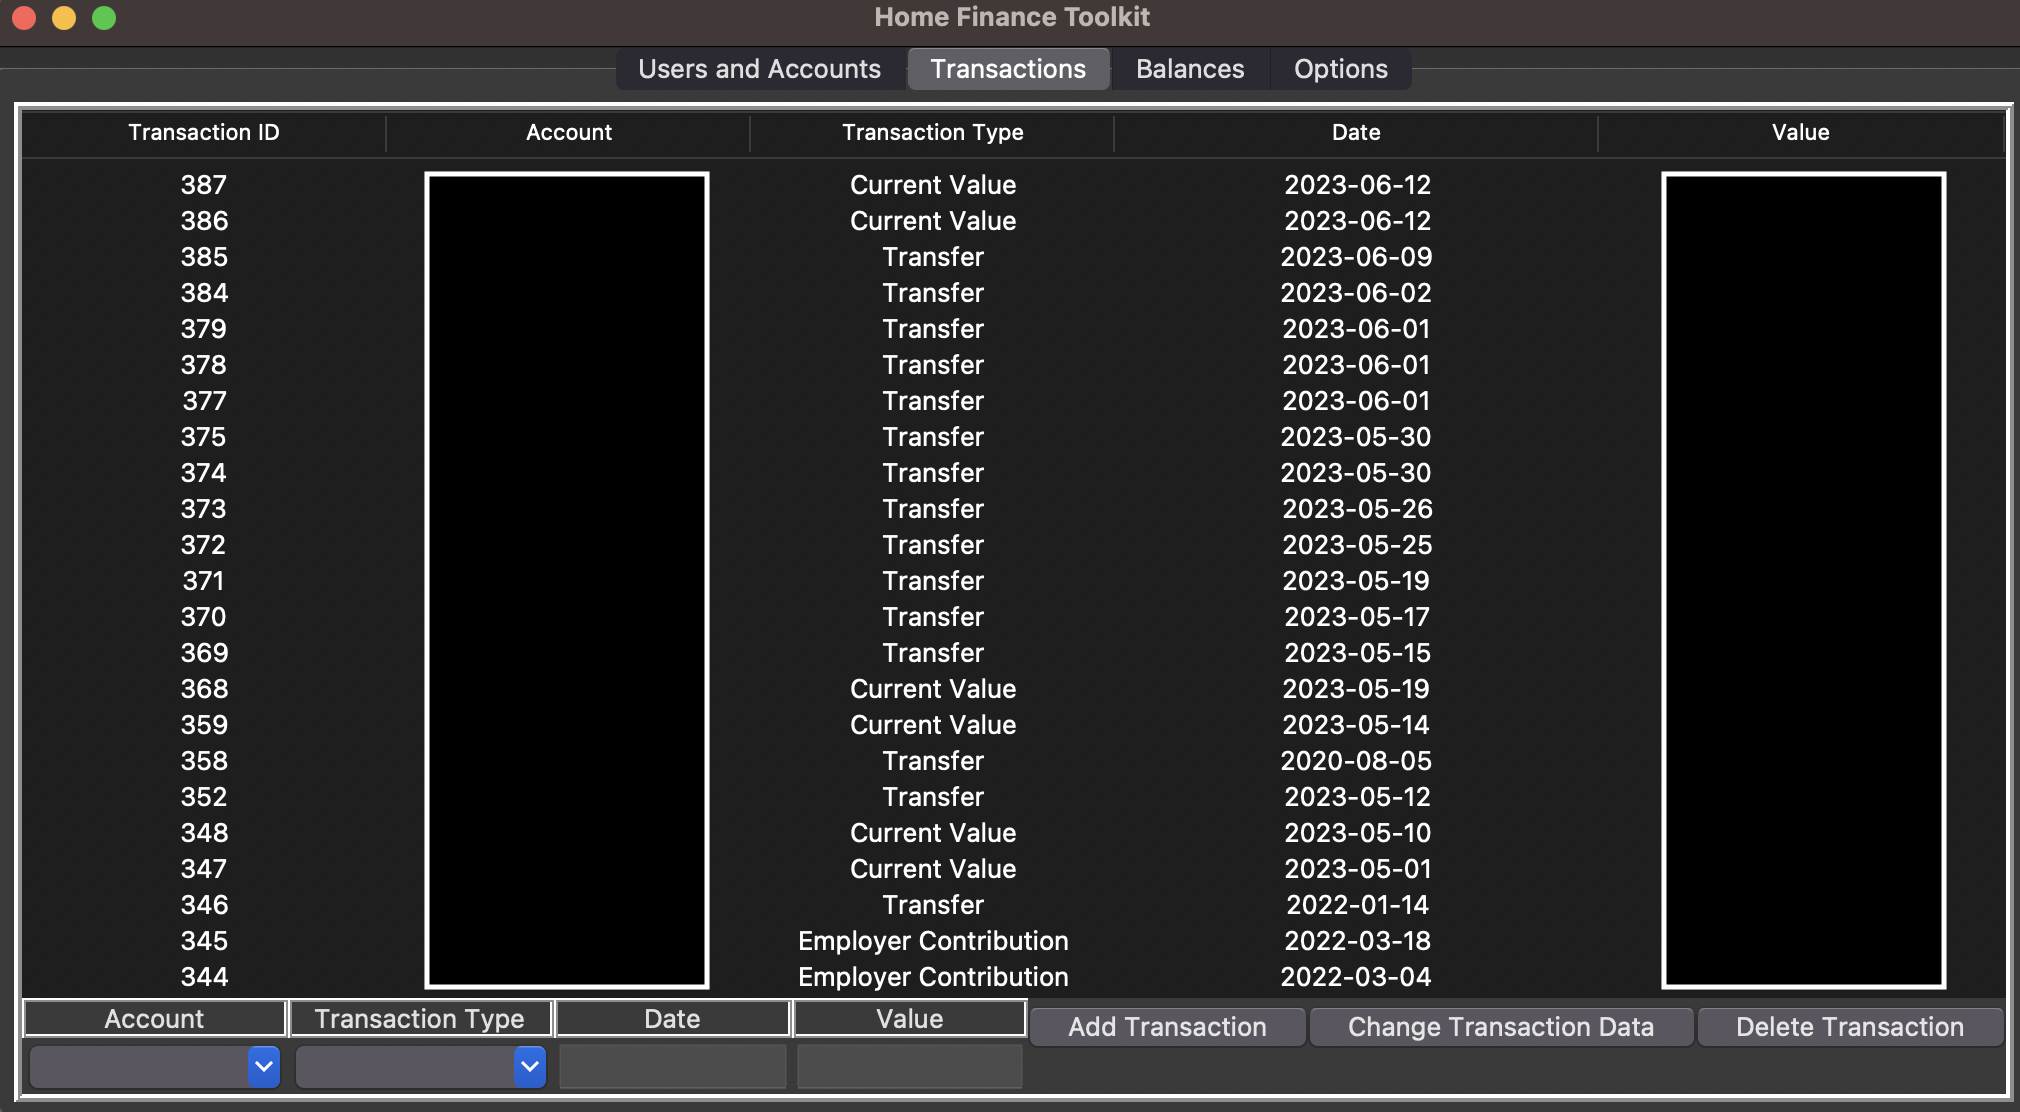 Home Finance Toolkit
Users and Accounts Transactions Balances Options
Transaction ID Account Transaction Type Date Value
387 Current Value 2023-06-12
386 Current Value 2023-06-12
385 Transfer 2023-06-09
384 Transfer 2023-06-02
379 Transfer 2023-06-01
378 Transfer 2023-06-01
377 Transfer 2023-06-01
375 Transfer 2023-05-30
374 Transfer 2023-05-30
373 Transfer 2023-05-26
372 Transfer 2023-05-25
371 Transfer 2023-05-19
370 Transfer 2023-05-17
369 Transfer 2023-05-15
368 Current Value 2023-05-19
359 Current Value 2023-05-14
358 Transfer 2020-08-05
352 Transfer 2023-05-12
348 Current Value 2023-05-10
347 Current Value 2023-05-01
346 Transfer 2022-01-14
345 Employer Contribution 2022-03-18
344 Employer Contribution 2022-03-04
Account Transaction Type Date Value Add Transaction Change Transaction Data Delete Transaction